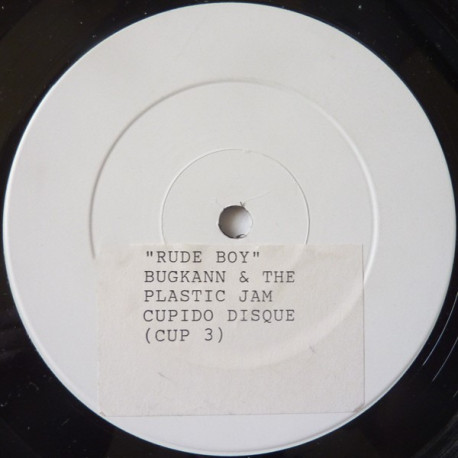 "RUDE BOY"
BUGKANN & THE
PLASTIC JAM
CUPIDO DISQUE
(CUP 3)